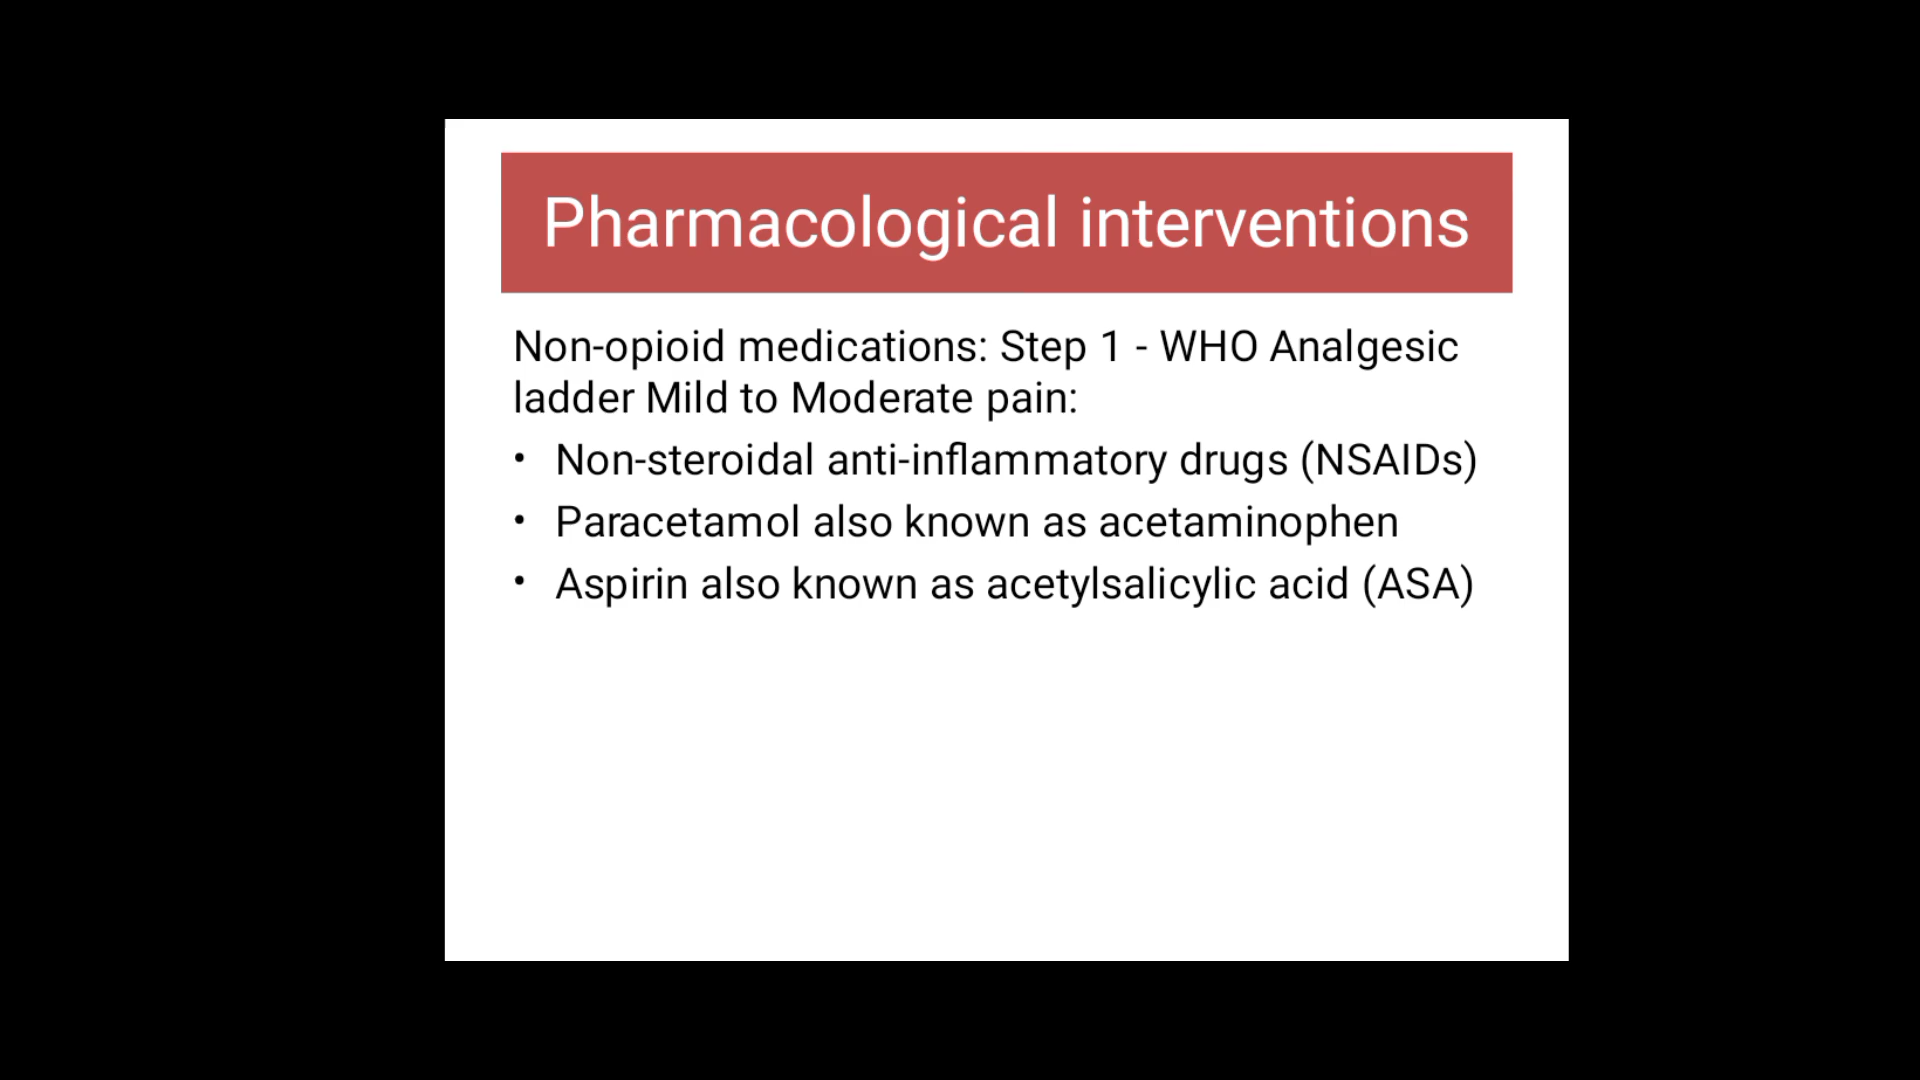 Pharmacological interventions
Non-opioid medications: Step 1 - WHO Analgesic
ladder Mild to Moderate pain:
• Non-steroidal anti-inflammatory drugs (NSAIDs)
• Paracetamol also known as acetaminophen
• Aspirin also known as acetylsalicylic acid (ASA)